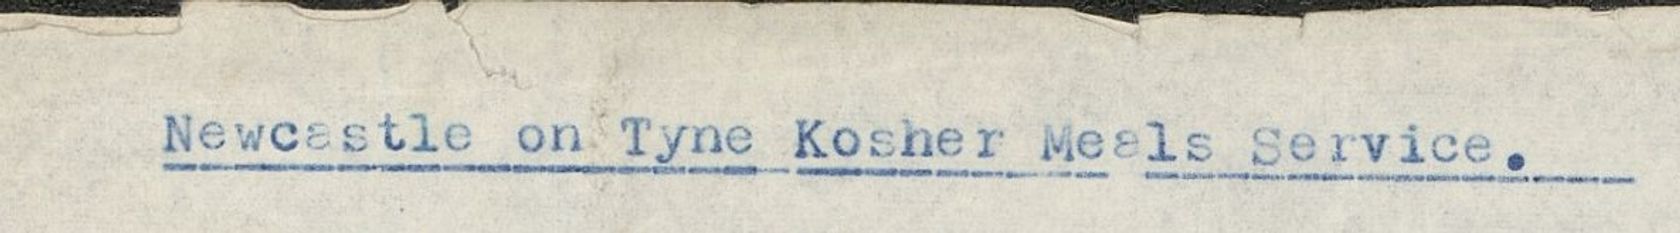 Newcastle on Tyne Kosher Meals Service.